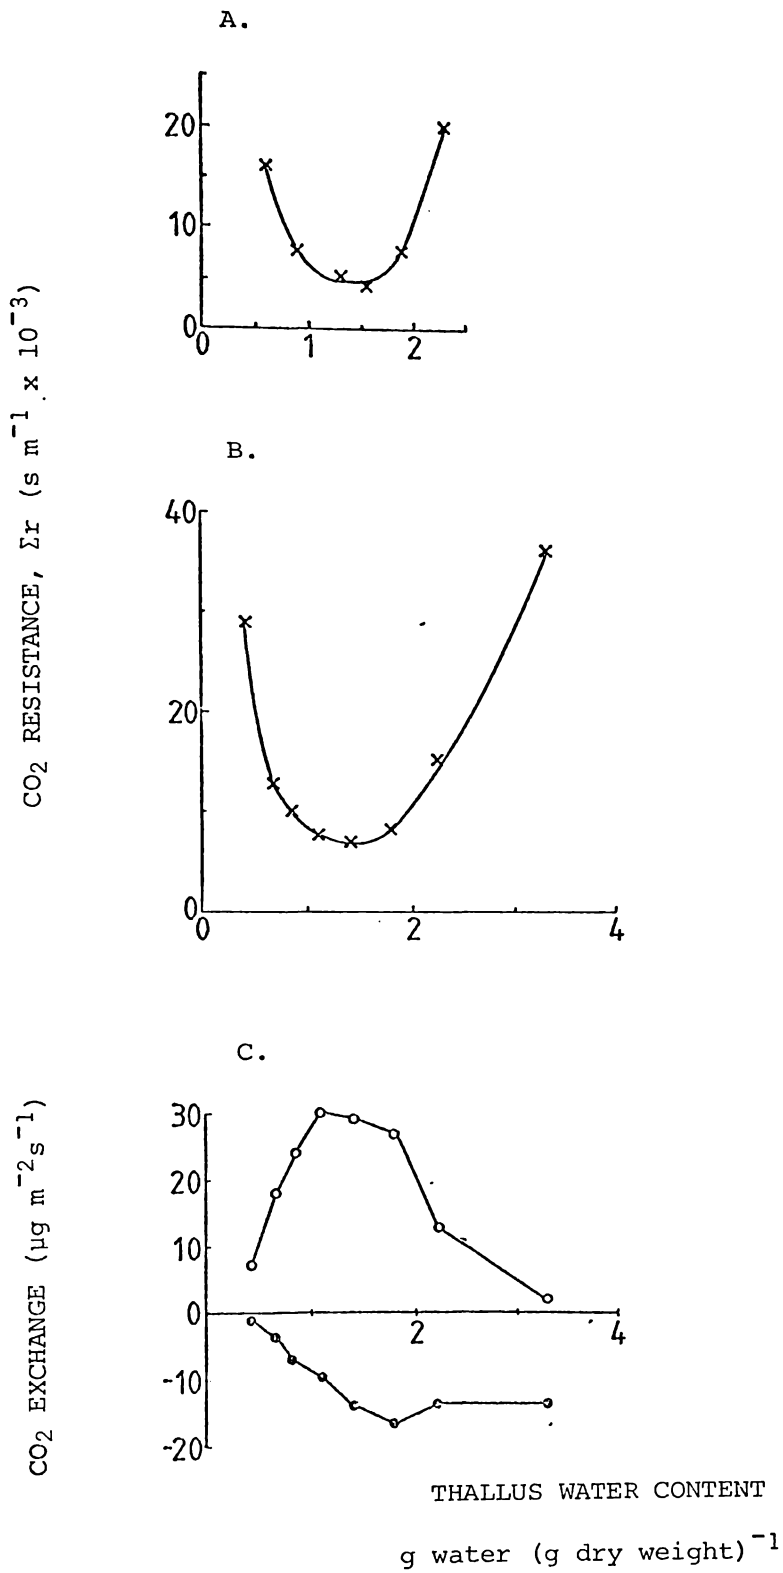 A.
20
10
0
0 1 2
CO2 RESISTANCE, Σr (s m−1 x 10−3)
B.
40
20
0
0 2 4
C.
30
20
10
0
2 4
-10
-20
CO2 EXCHANGE (μg m−2s−1)
THALLUS WATER CONTENT
g water (g dry weight)−1